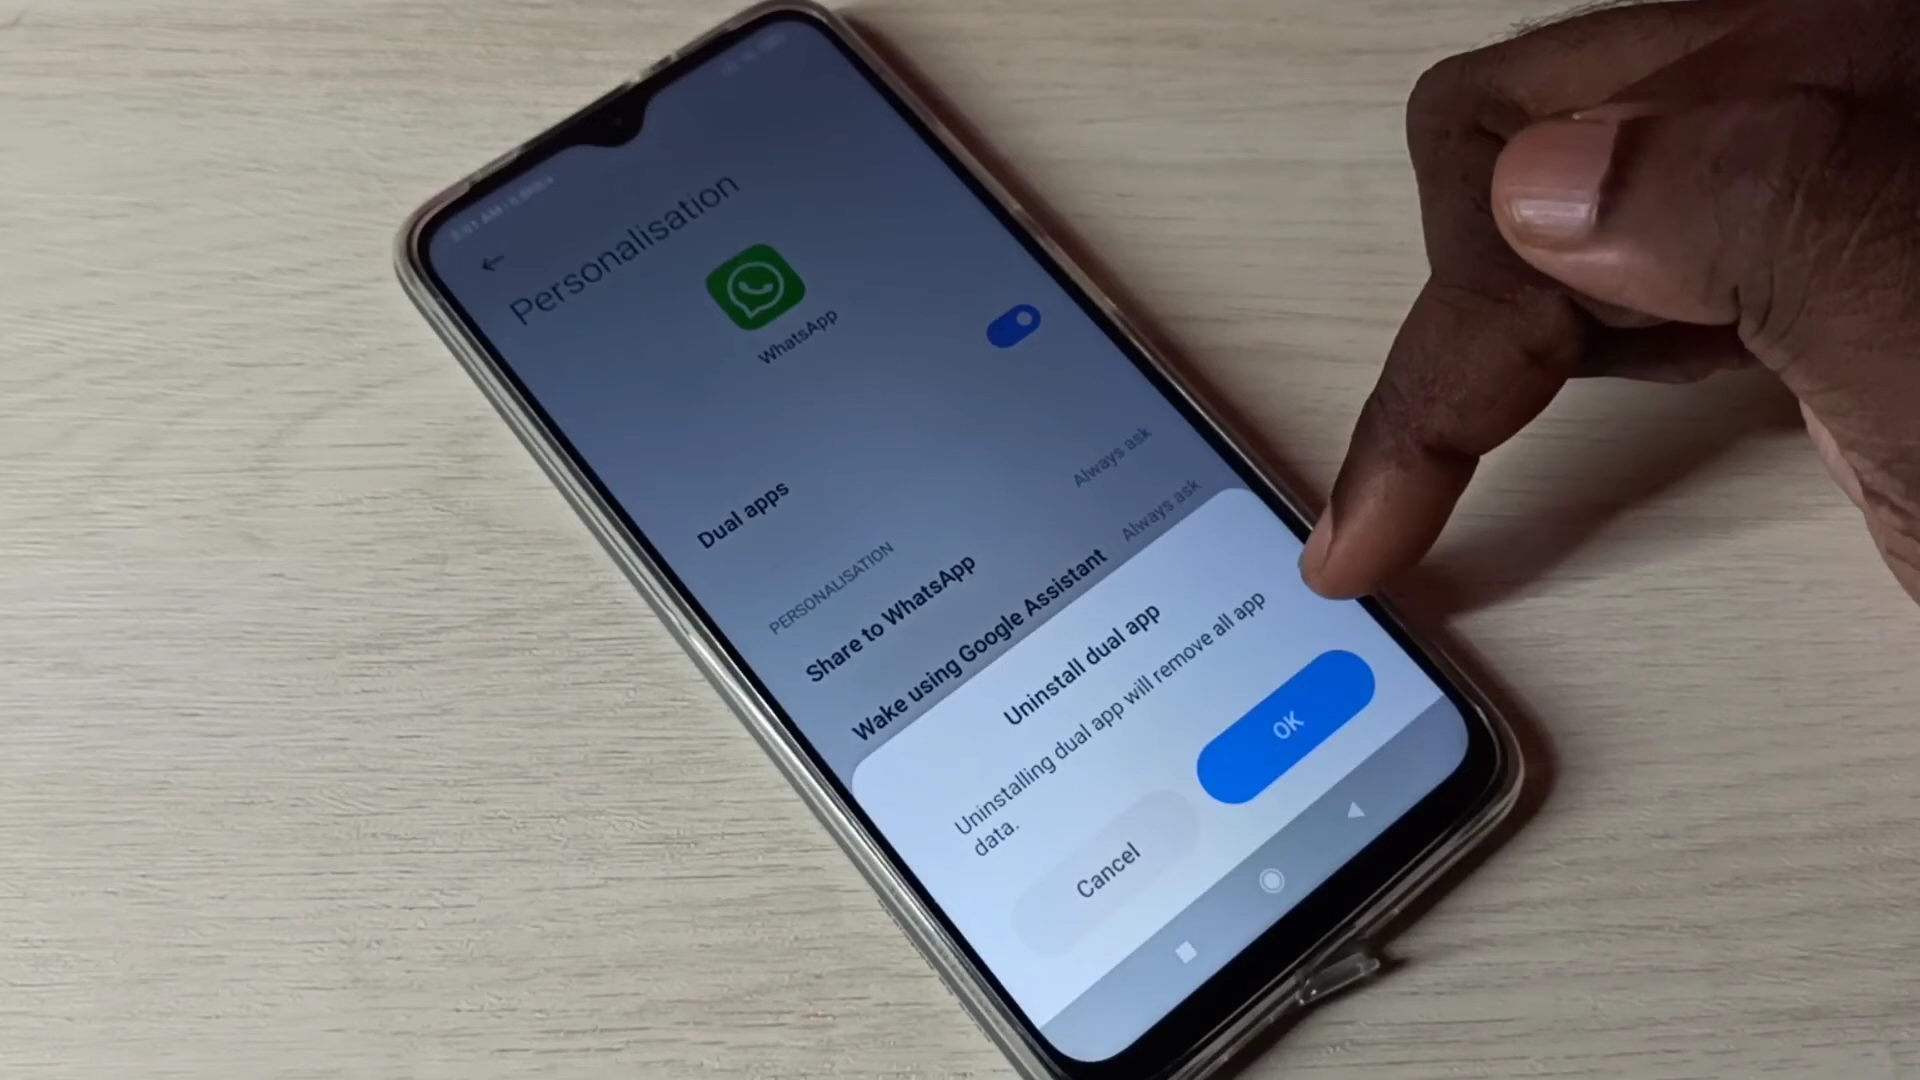 Personalisation
WhatsApp
Dual apps
PERSONALISATION
Share to WhatsApp
Always ask
Wake using Google Assistant
Always ask
Uninstall dual app
Uninstalling dual app will remove all app
data.
Cancel
OK